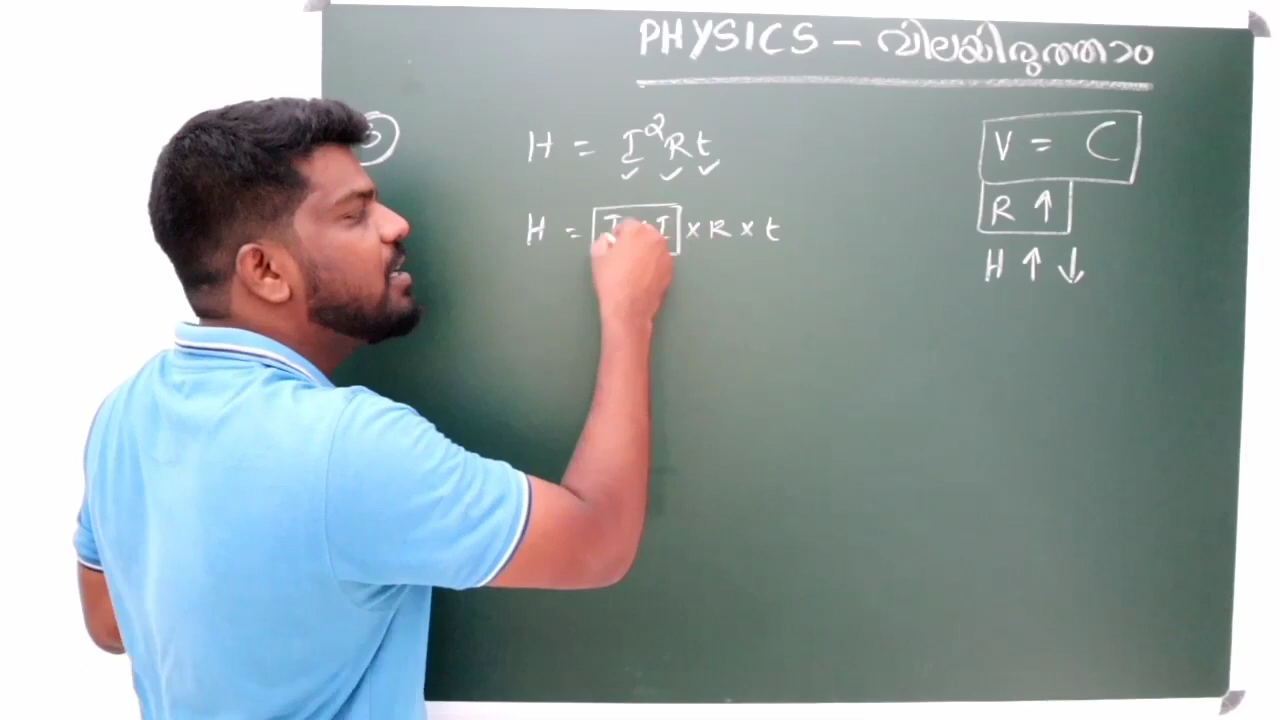 PHYSICS – വിലയിരുത്താം
H = I²Rt
H = I × I × R × t
V = C
R ↑
H ↑ ↓